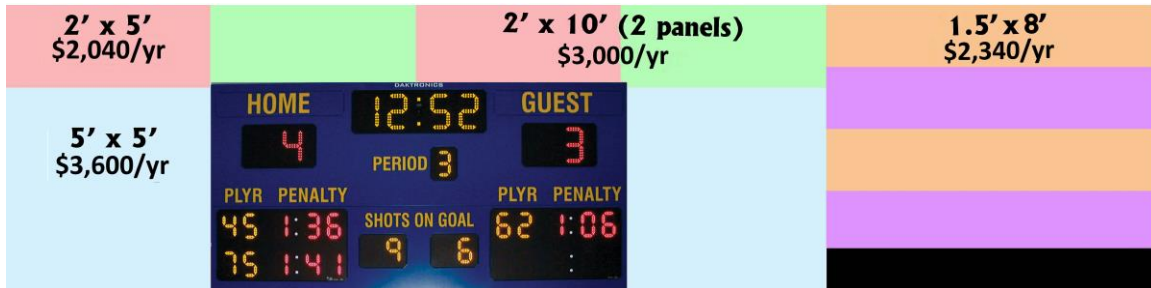 2' x 5'
$2,040/yr
2' x 10' (2 panels)
$3,000/yr
1.5' x 8'
$2,340/yr
5' x 5'
$3,600/yr
DAKTRONICS
HOME
12:52
GUEST
4
3
PERIOD 3
PLYR PENALTY
PLYR PENALTY
45 1:36
SHOTS ON GOAL
62 1:06
9 6
75 1:41
: